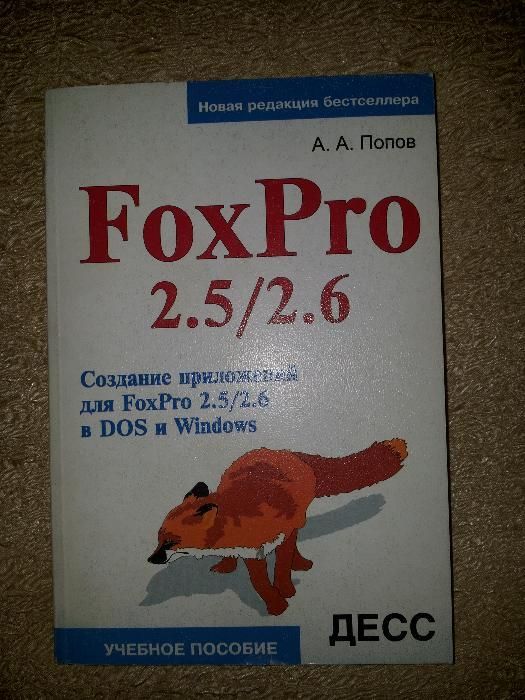 Новая редакция бестселлера
А. А. Попов
FoxPro
2.5/2.6
Создание приложений
для FoxPro 2.5/2.6
в DOS и Windows
УЧЕБНОЕ ПОСОБИЕ
ДЕСС